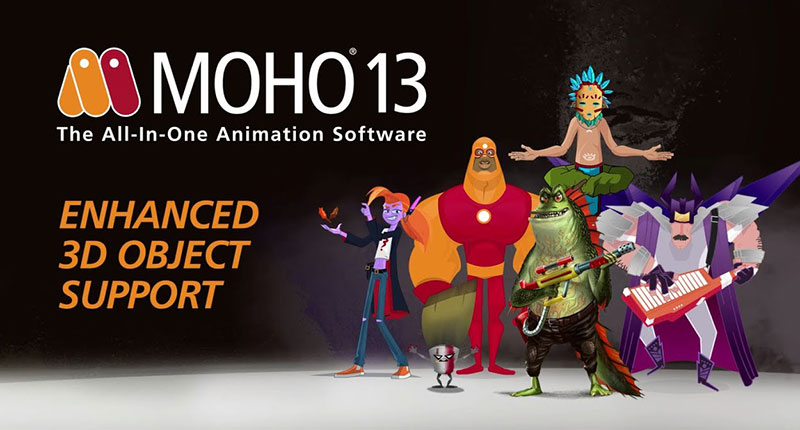 MOHO® 13
The All-In-One Animation Software
ENHANCED
3D OBJECT
SUPPORT